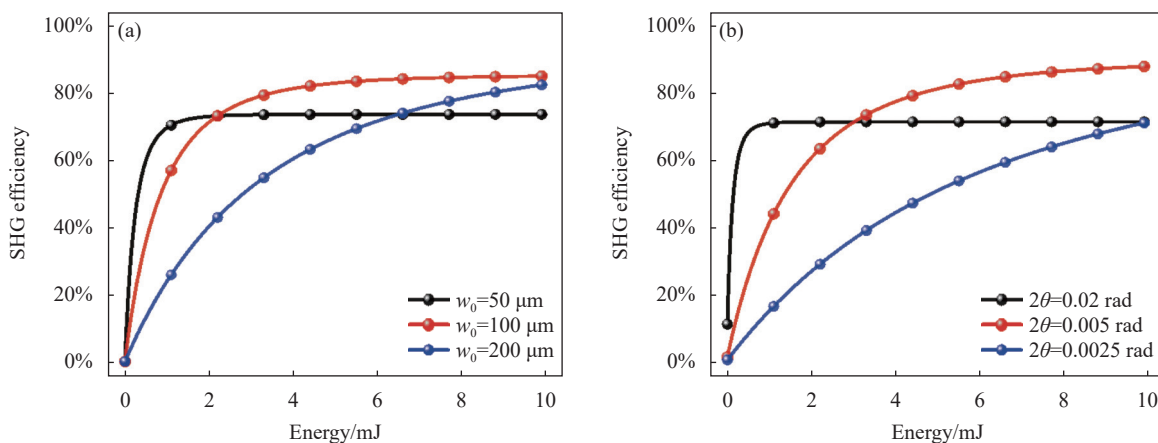 (a)
100%
80%
60%
40%
20%
0%
SHG efficiency
w₀=50 μm
w₀=100 μm
w₀=200 μm
0 2 4 6 8 10
Energy/mJ
(b)
100%
80%
60%
40%
20%
0%
SHG efficiency
2θ=0.02 rad
2θ=0.005 rad
2θ=0.0025 rad
0 2 4 6 8 10
Energy/mJ